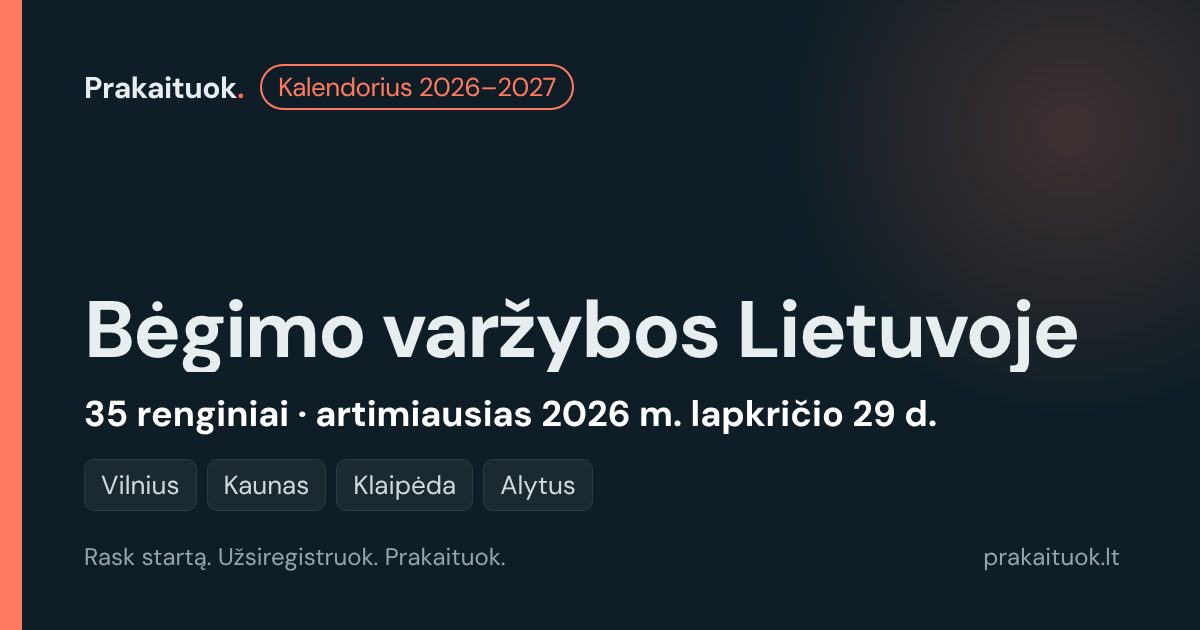 Prakaituok. Kalendorius 2026–2027
Bėgimo varžybos Lietuvoje
35 renginiai · artimiausias 2026 m. lapkričio 29 d.
Vilnius Kaunas Klaipėda Alytus
Rask startą. Užsiregistruok. Prakaituok. prakaituok.lt